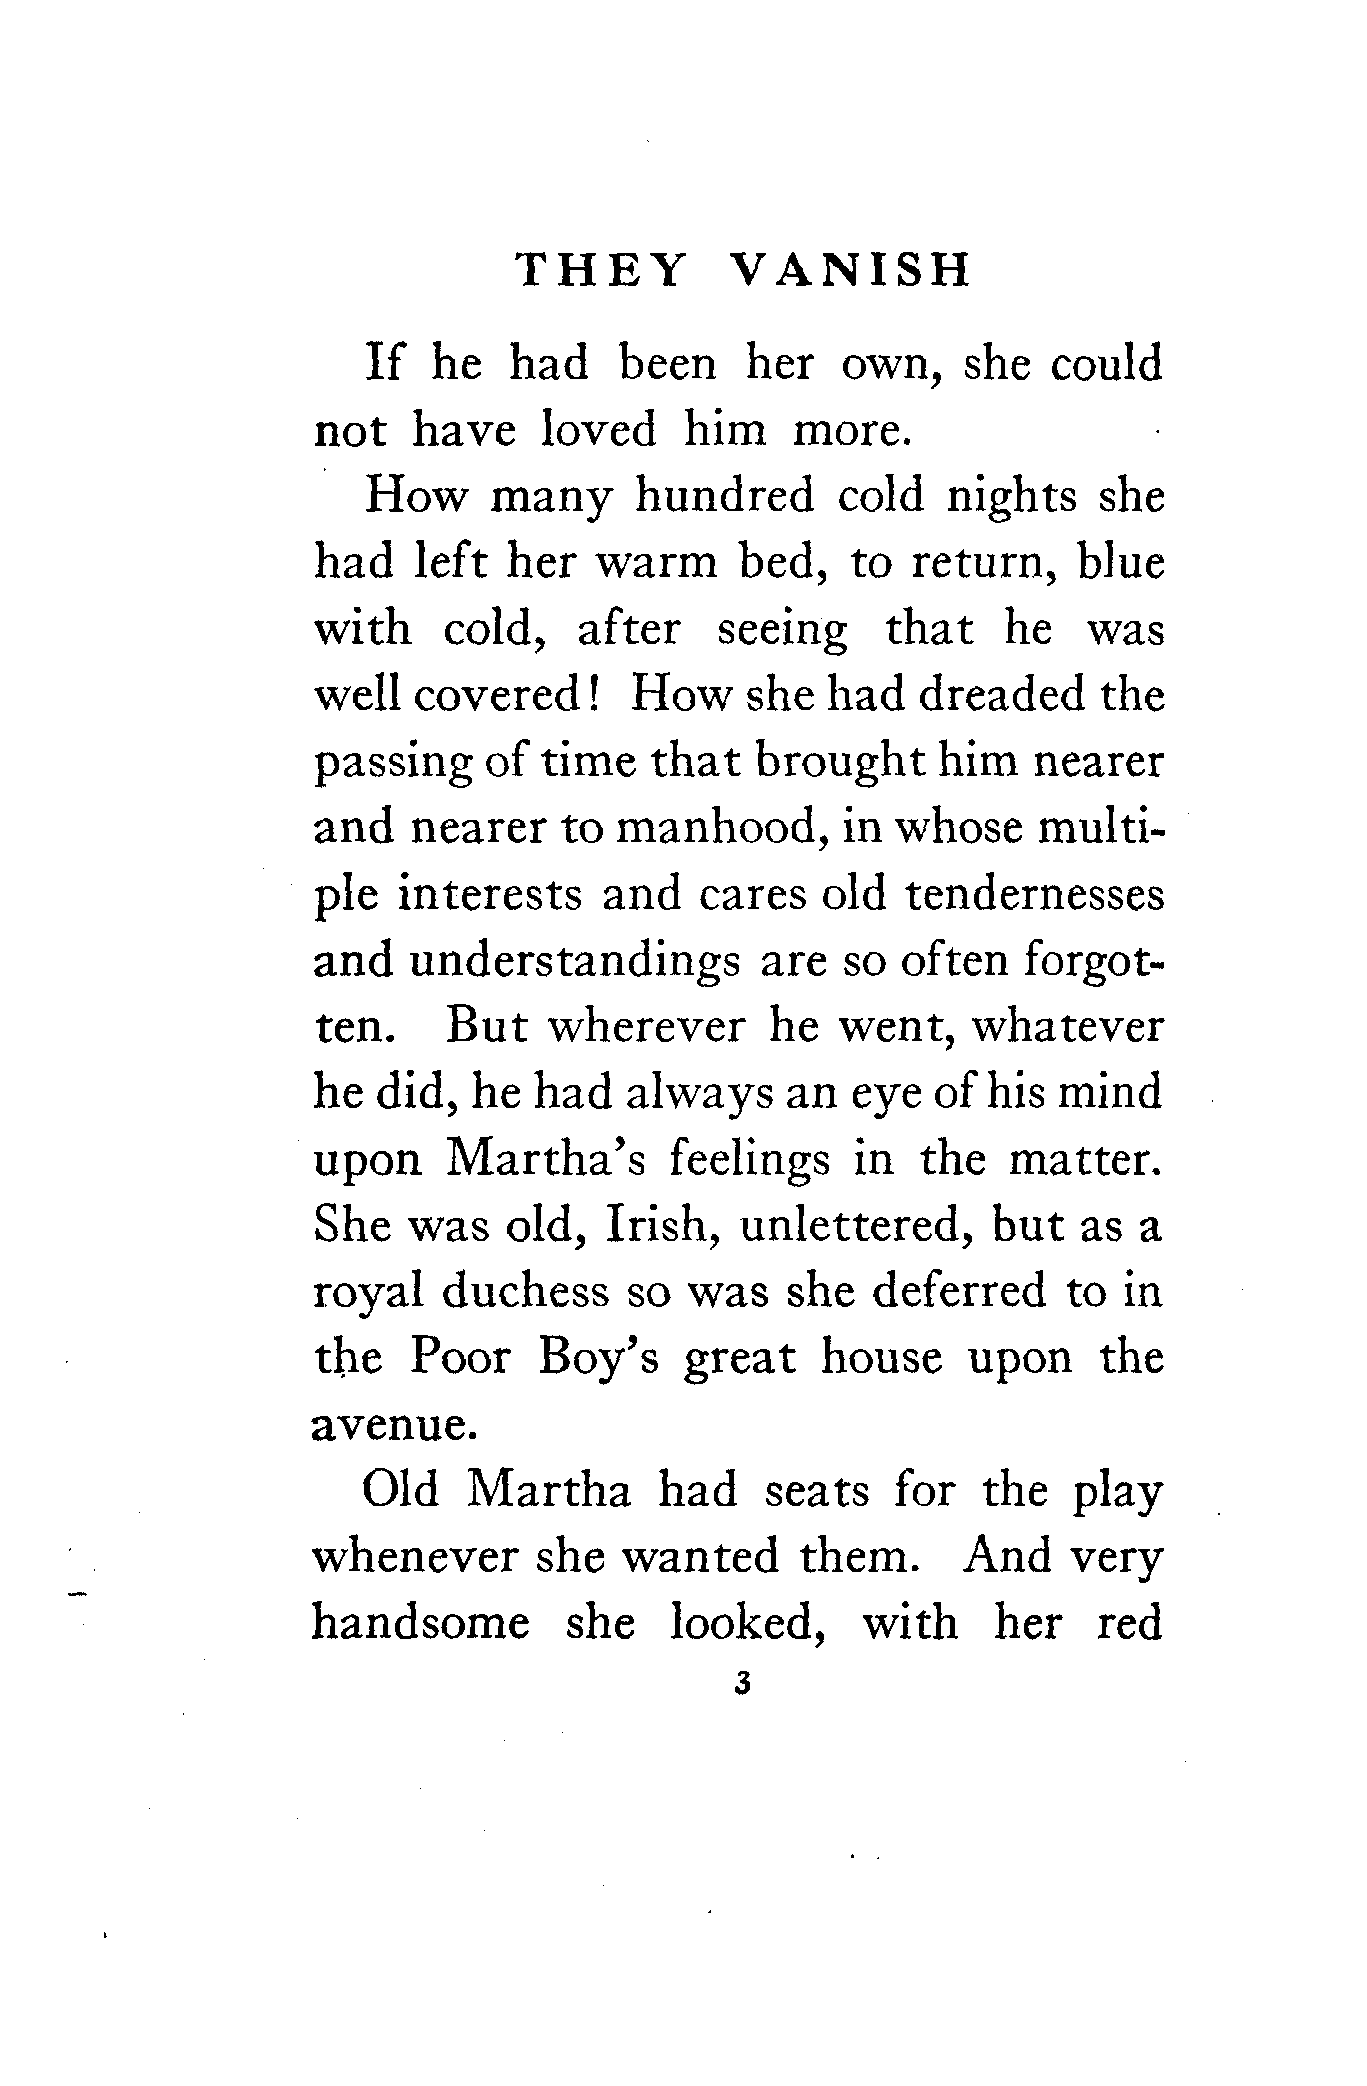 THEY VANISH
If he had been her own, she could
not have loved him more.
How many hundred cold nights she
had left her warm bed, to return, blue
with cold, after seeing that he was
well covered! How she had dreaded the
passing of time that brought him nearer
and nearer to manhood, in whose multi-
ple interests and cares old tendernesses
and understandings are so often forgot-
ten. But wherever he went, whatever
he did, he had always an eye of his mind
upon Martha's feelings in the matter.
She was old, Irish, unlettered, but as a
royal duchess so was she deferred to in
the Poor Boy's great house upon the
avenue.
Old Martha had seats for the play
whenever she wanted them. And very
handsome she looked, with her red
3